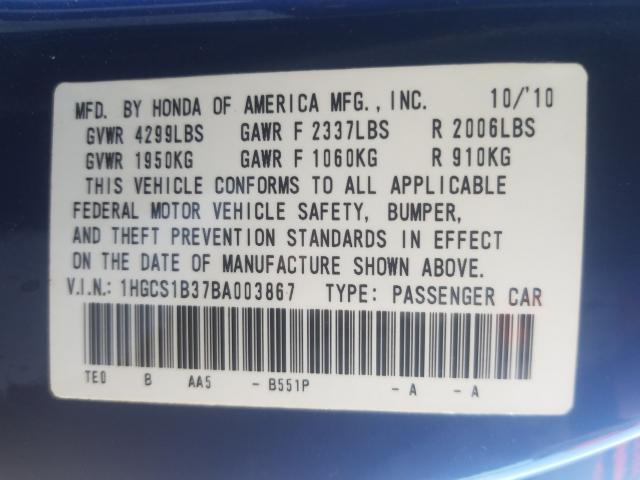 MFD. BY HONDA OF AMERICA MFG., INC. 10/'10
GVWR 4299LBS GAWR F 2337LBS R 2006LBS
GVWR 1950KG GAWR F 1060KG R 910KG
THIS VEHICLE CONFORMS TO ALL APPLICABLE
FEDERAL MOTOR VEHICLE SAFETY, BUMPER,
AND THEFT PREVENTION STANDARDS IN EFFECT
ON THE DATE OF MANUFACTURE SHOWN ABOVE.
V.I.N.: 1HGCS1B37BA003867 TYPE: PASSENGER CAR
TE0 B AA5 - B551P - A - A